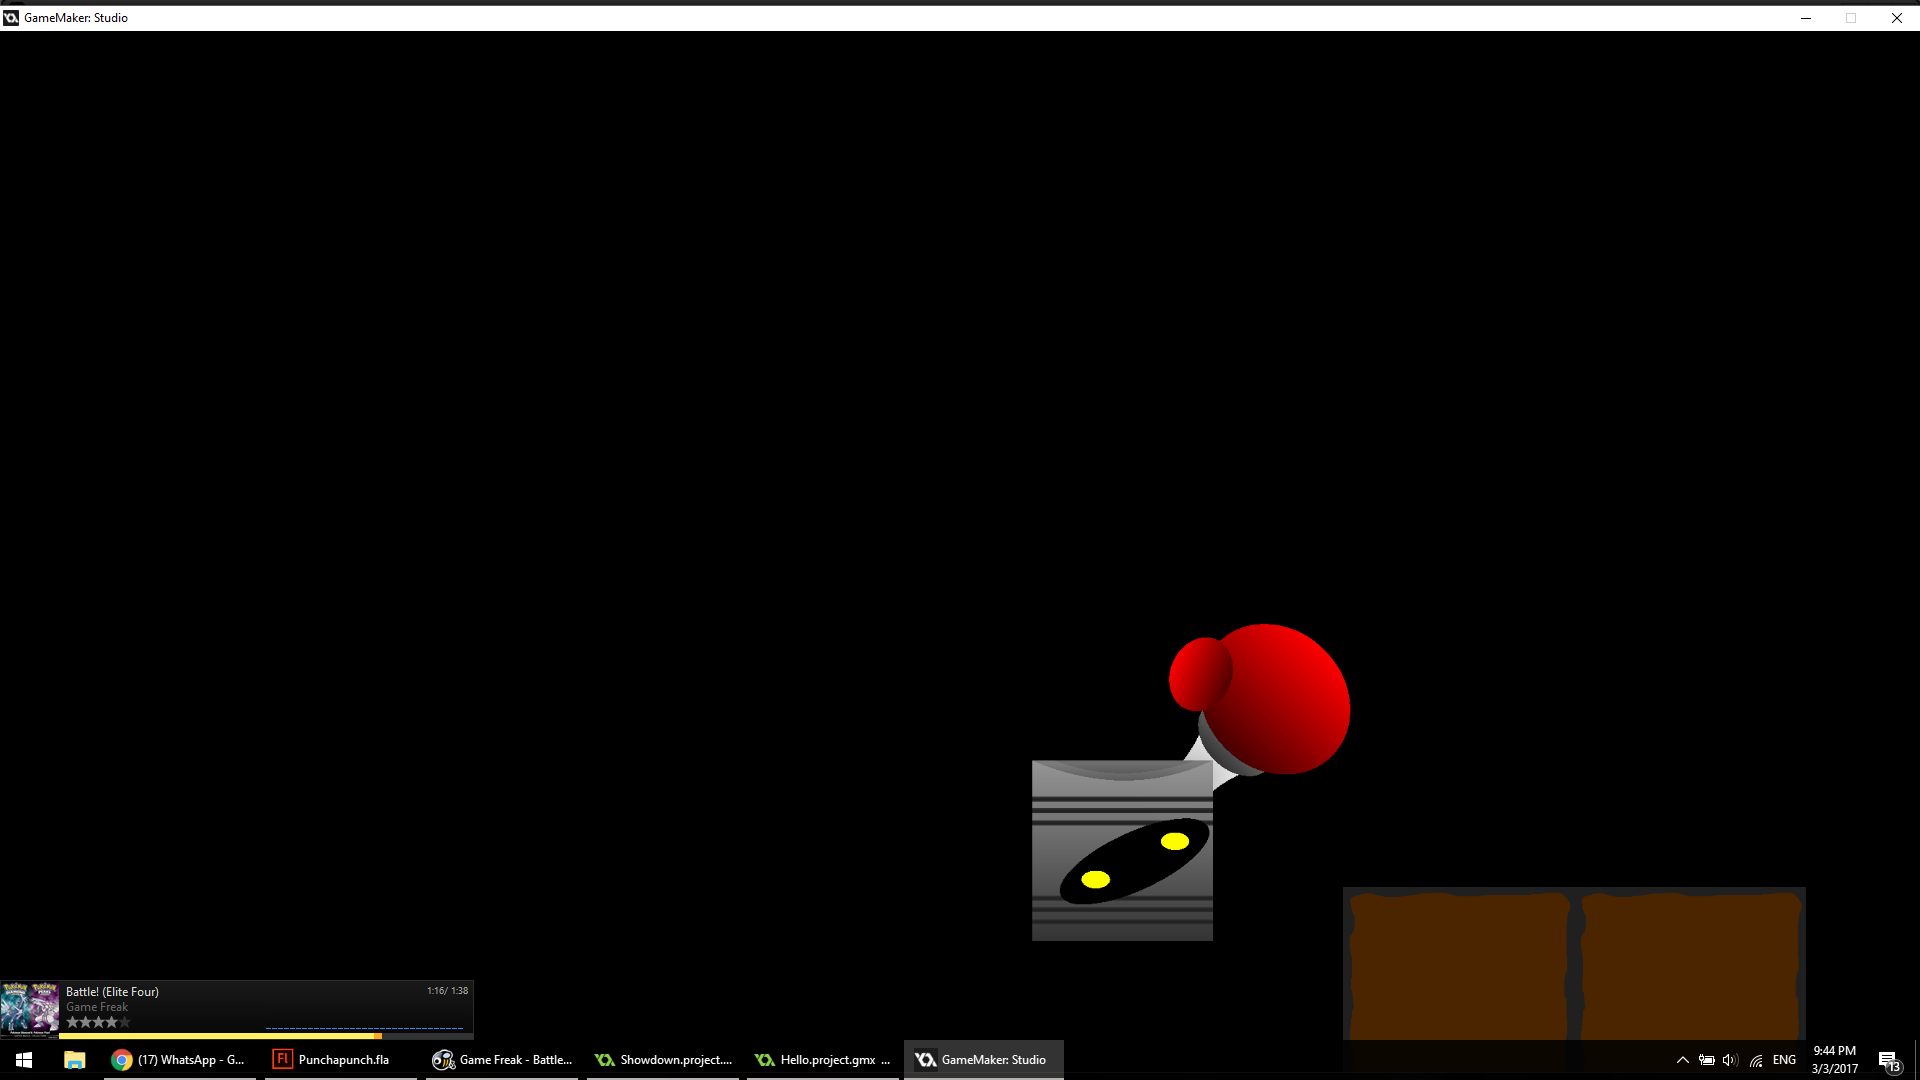 GameMaker: Studio
Battle! (Elite Four)
1:16/ 1:38
Game Freak
(17) WhatsApp - G...
Fl
Punchapunch.fla
Game Freak - Battle...
Showdown.project....
Hello.project.gmx ...
GameMaker: Studio
ENG
9:44 PM
3/3/2017
13